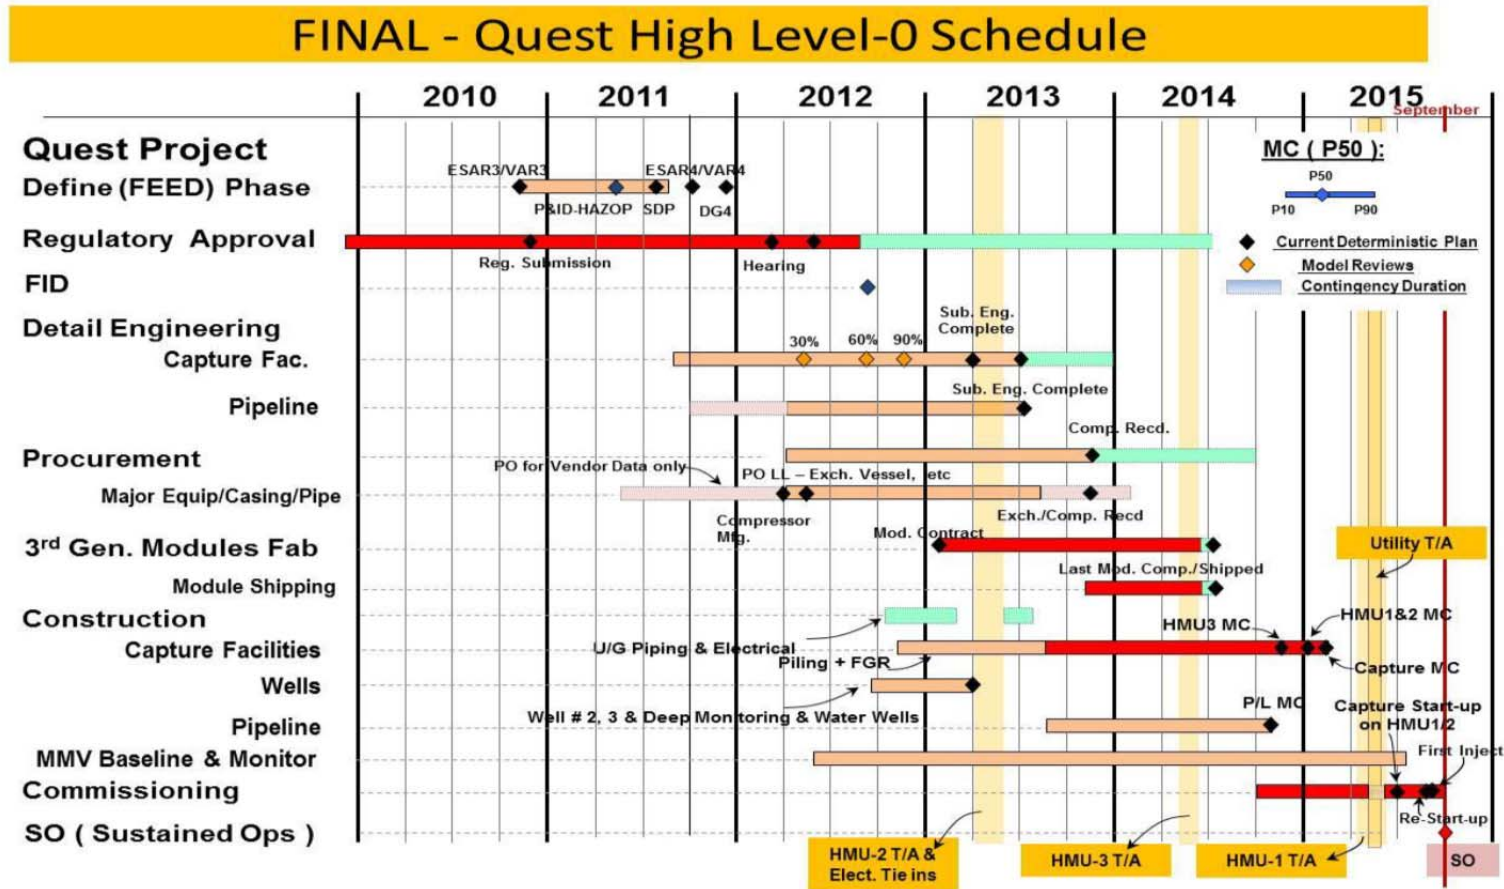 FINAL - Quest High Level-0 Schedule
2010 2011 2012 2013 2014 2015
September
Quest Project
MC ( P50 ):
P50
P10 P90
ESAR3/VAR3 ESAR4/VAR4
Define (FEED) Phase
P&ID-HAZOP SDP DG4
Regulatory Approval
Current Deterministic Plan
Reg. Submission Hearing
Model Reviews
FID
Contingency Duration
Detail Engineering
Sub. Eng.
Complete
30% 60% 90%
Capture Fac.
Sub. Eng. Complete
Pipeline
Comp. Recd.
Procurement
PO for Vendor Data only
PO LL – Exch. Vessel, etc
Major Equip/Casing/Pipe
Compressor
Mfg.
Exch./Comp. Recd
Mod. Contract
3rd Gen. Modules Fab
Utility T/A
Last Mod. Comp./Shipped
Module Shipping
Construction
HMU3 MC
HMU1&2 MC
U/G Piping & Electrical
Capture Facilities
Piling + FGR
Capture MC
Wells
Well # 2, 3 & Deep Monitoring & Water Wells
P/L MC
Capture Start-up
on HMU1/2
Pipeline
First Inject
MMV Baseline & Monitor
Commissioning
Re-Start-up
SO ( Sustained Ops )
HMU-2 T/A &
Elect. Tie ins
HMU-3 T/A
HMU-1 T/A
SO